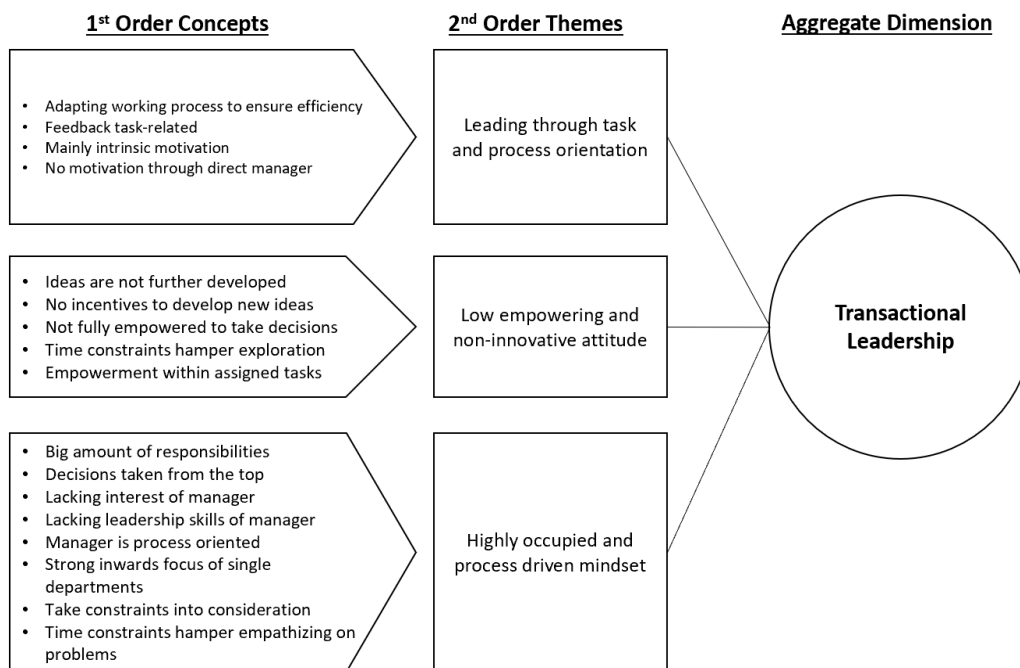 1st Order Concepts
2nd Order Themes
Aggregate Dimension
• Adapting working process to ensure efficiency
• Feedback task-related
• Mainly intrinsic motivation
• No motivation through direct manager
Leading through task
and process orientation
• Ideas are not further developed
• No incentives to develop new ideas
• Not fully empowered to take decisions
• Time constraints hamper exploration
• Empowerment within assigned tasks
Low empowering and
non-innovative attitude
Transactional
Leadership
• Big amount of responsibilities
• Decisions taken from the top
• Lacking interest of manager
• Lacking leadership skills of manager
• Manager is process oriented
• Strong inwards focus of single
departments
• Take constraints into consideration
• Time constraints hamper empathizing on
problems
Highly occupied and
process driven mindset